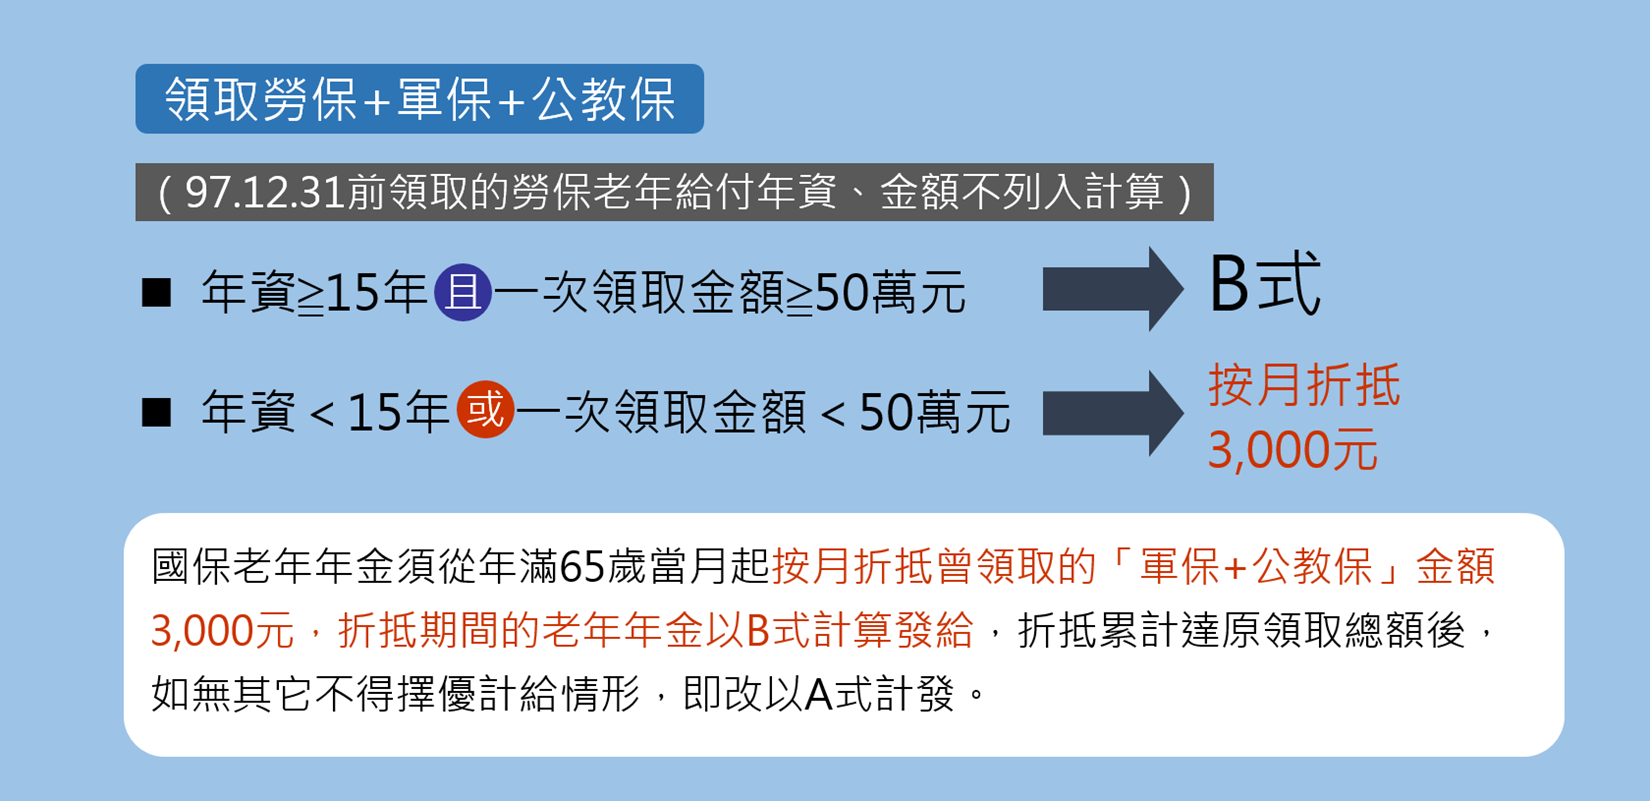 領取勞保+軍保+公教保
（97.12.31前領取的勞保老年給付年資、金額不列入計算）
■ 年資≧15年且一次領取金額≧50萬元
B式
■ 年資＜15年或一次領取金額＜50萬元
按月折抵
3,000元
國保老年年金須從年滿65歲當月起按月折抵曾領取的「軍保+公教保」金額
3,000元，折抵期間的老年年金以B式計算發給，折抵累計達原領取總額後，
如無其它不得擇優計給情形，即改以A式計發。